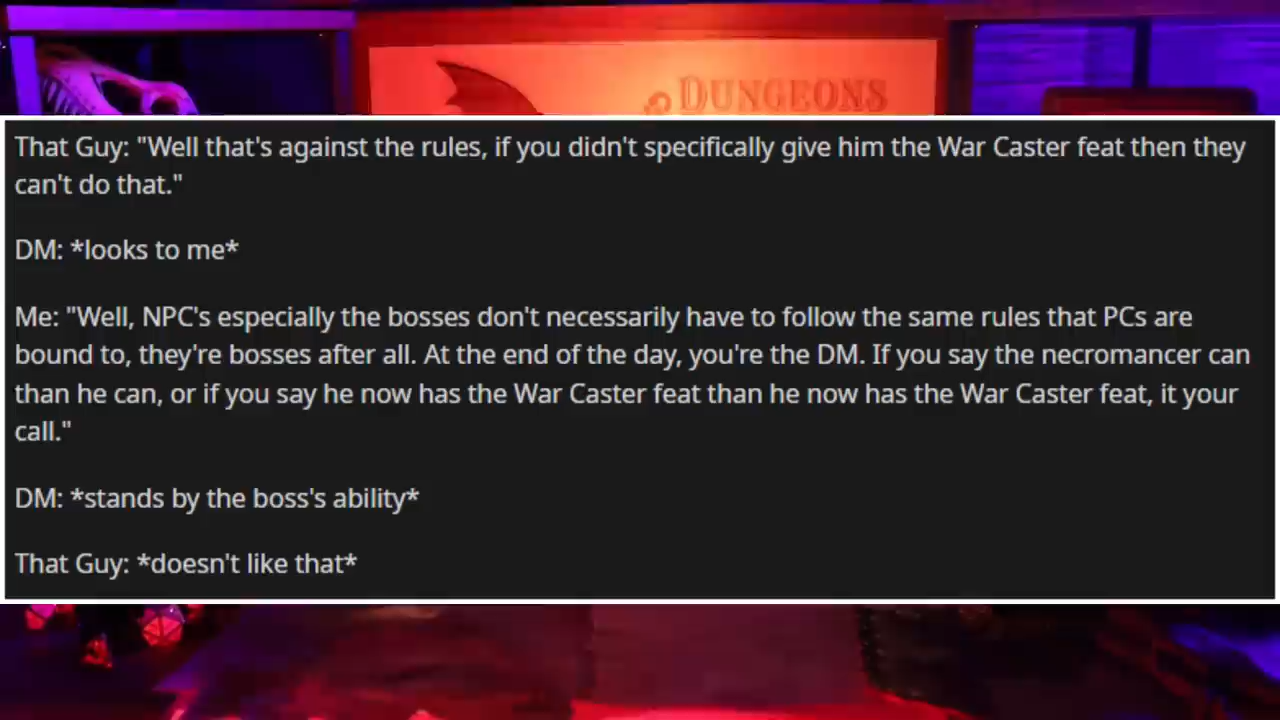 DUNGEONS
That Guy: "Well that's against the rules, if you didn't specifically give him the War Caster feat then they
can't do that."
DM: *looks to me*
Me: "Well, NPC's especially the bosses don't necessarily have to follow the same rules that PCs are
bound to, they're bosses after all. At the end of the day, you're the DM. If you say the necromancer can
than he can, or if you say he now has the War Caster feat than he now has the War Caster feat, it your
call."
DM: *stands by the boss's ability*
That Guy: *doesn't like that*